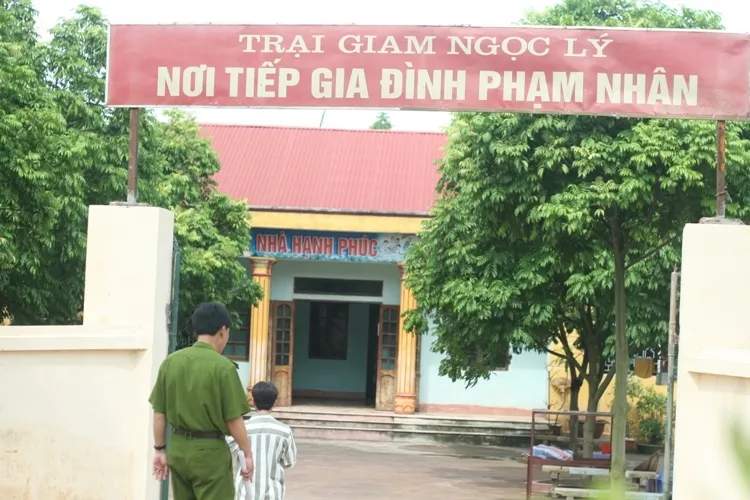 TRẠI GIAM NGỌC LÝ
NƠI TIẾP GIA ĐÌNH PHẠM NHÂN
NHÀ HẠNH PHÚC